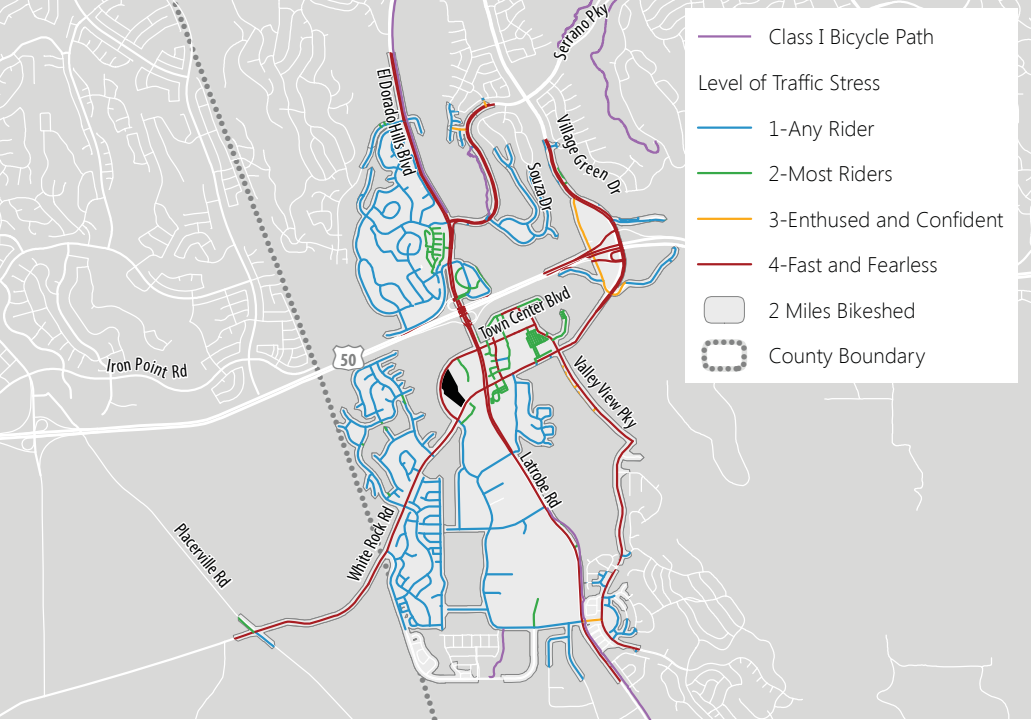 Class I Bicycle Path
Level of Traffic Stress
1-Any Rider
2-Most Riders
3-Enthused and Confident
4-Fast and Fearless
2 Miles Bikeshed
County Boundary
Serrano Pky
El Dorado Hills Blvd
Village Green Dr
Souza Dr
Town Center Blvd
50
Iron Point Rd
Valley View Pky
Latrobe Rd
White Rock Rd
Placerville Rd